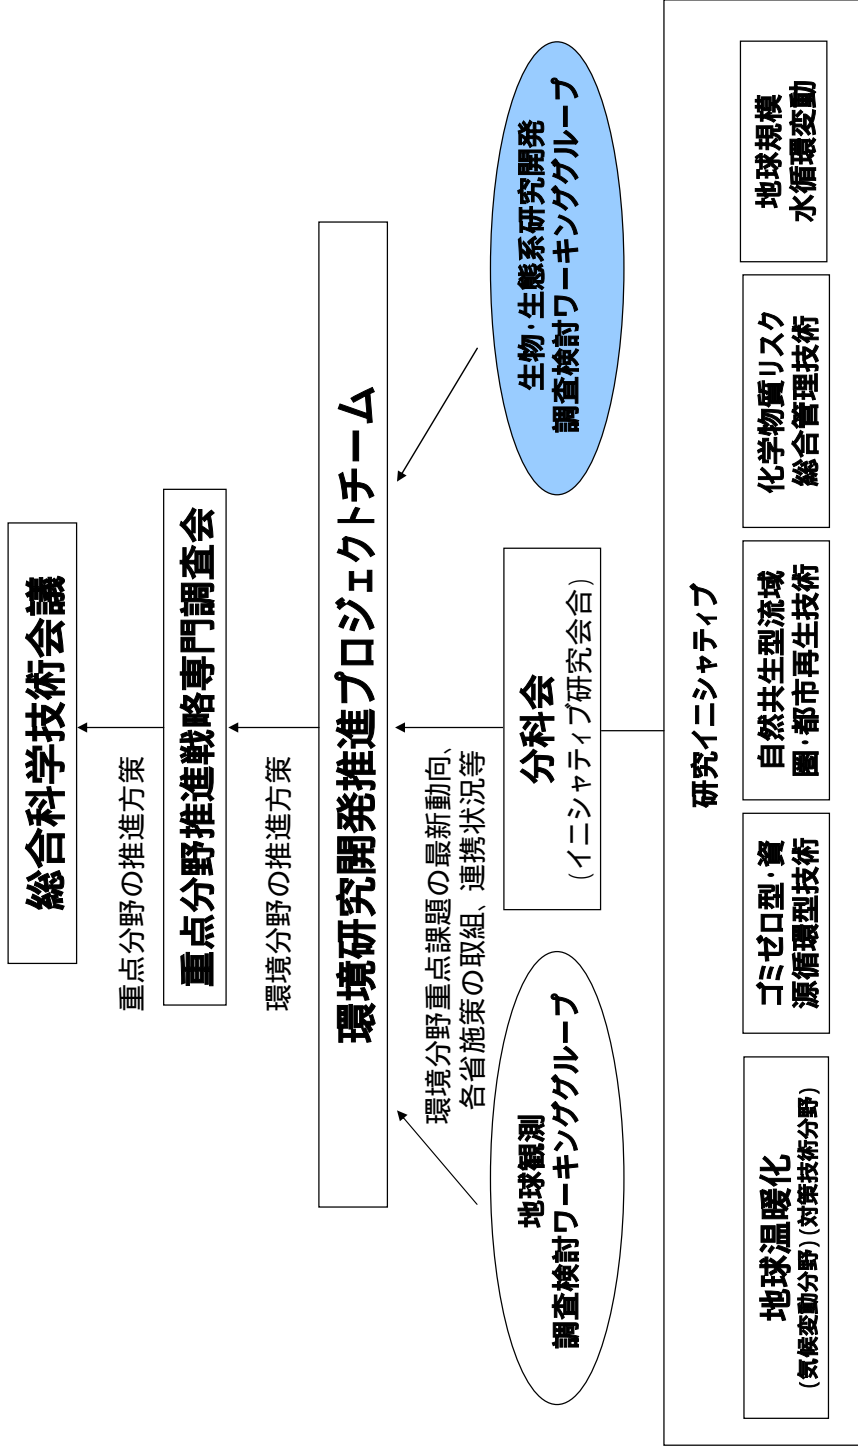 総合科学技術会議
重点分野の推進方策
重点分野推進戦略専門調査会
環境分野の推進方策
環境研究開発推進プロジェクトチーム
環境分野重点課題の最新動向、
各省施策の取組、連携状況等
地球観測
調査検討ワーキンググループ
分科会
(イニシャティブ研究会合)
生物・生態系研究開発
調査検討ワーキンググループ
研究イニシャティブ
地球温暖化
(気候変動分野)(対策技術分野)
ゴミゼロ型・資
源循環型技術
自然共生型流域
圏・都市再生技術
化学物質リスク
総合管理技術
地球規模
水循環変動